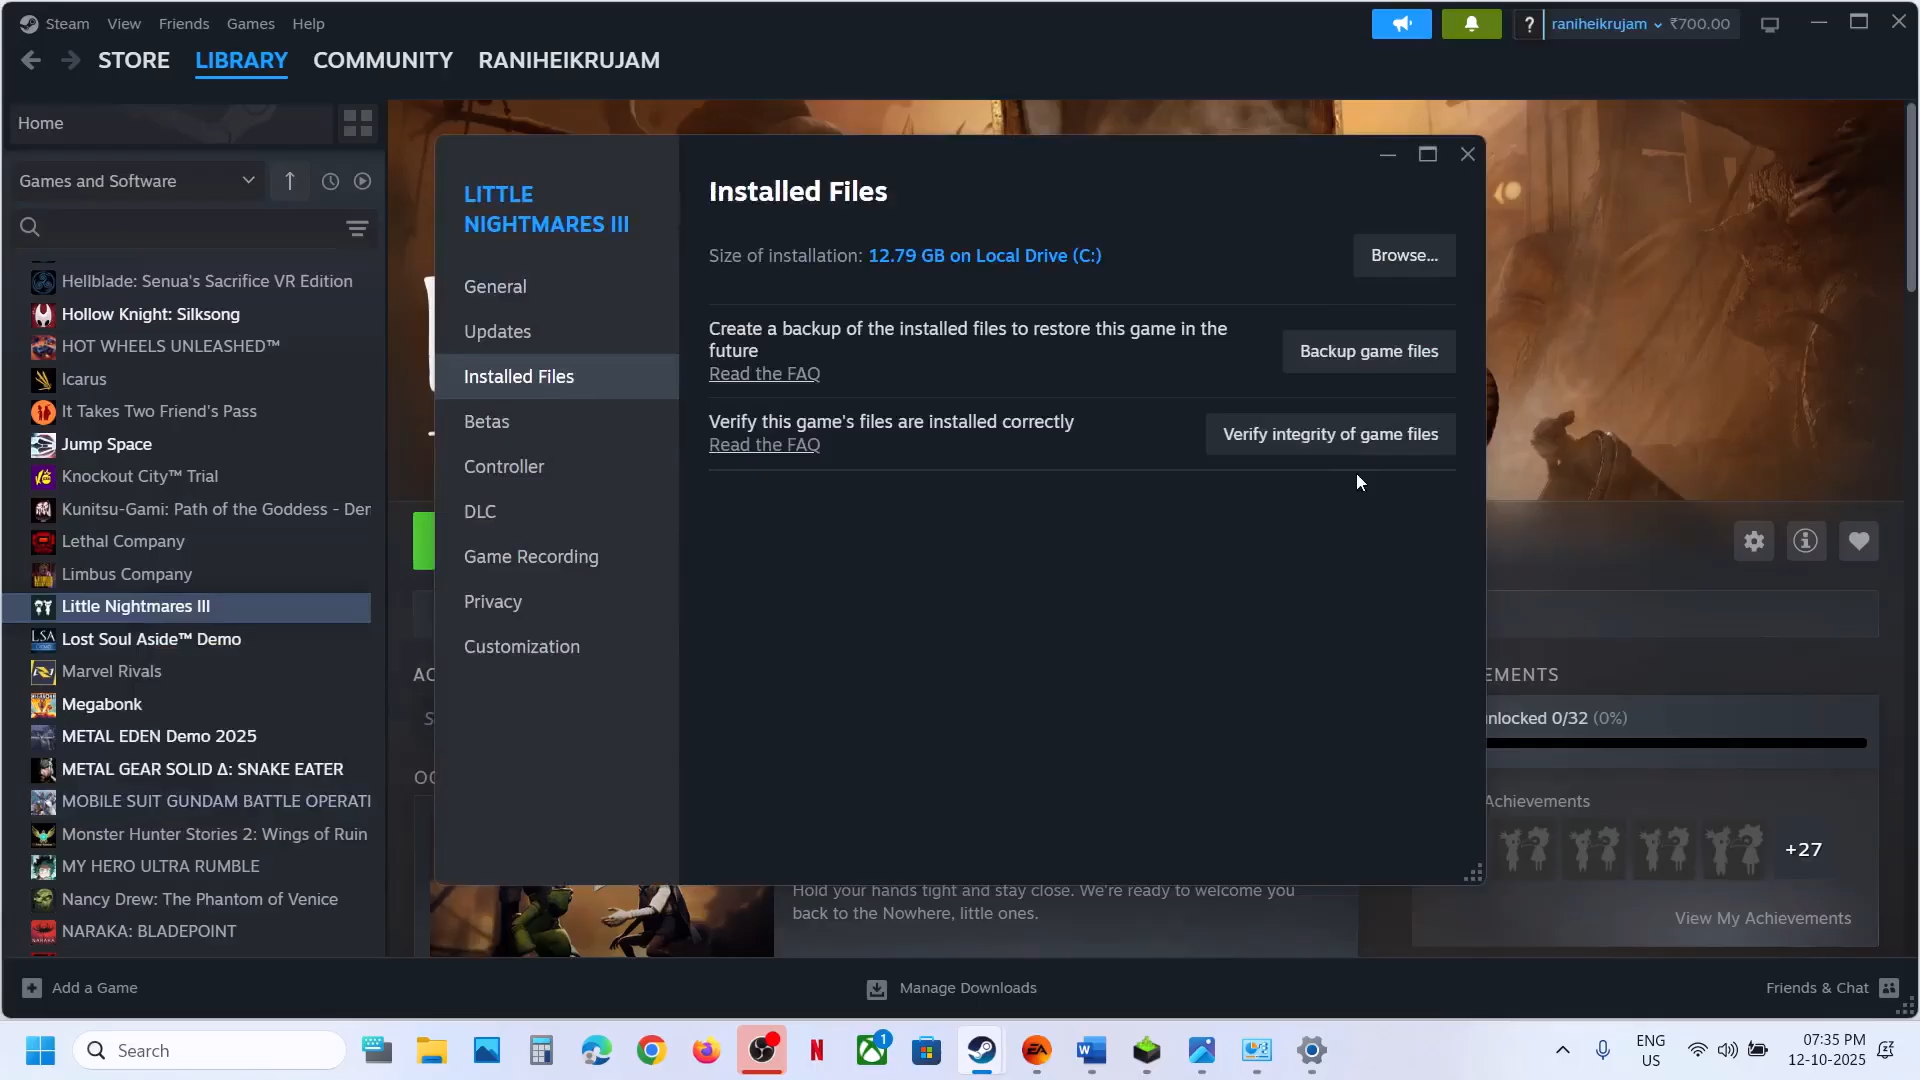 Steam View Friends Games Help
? raniheikrujam ₹700.00
STORE LIBRARY COMMUNITY RANIHEIKRUJAM
Home
Games and Software
Hellblade: Senua's Sacrifice VR Edition
Hollow Knight: Silksong
HOT WHEELS UNLEASHED™
Icarus
It Takes Two Friend's Pass
Jump Space
Knockout City™ Trial
Kunitsu-Gami: Path of the Goddess - Der
Lethal Company
Limbus Company
Little Nightmares III
LSA Lost Soul Aside™ Demo
Marvel Rivals
Megabonk
METAL EDEN Demo 2025
METAL GEAR SOLID Δ: SNAKE EATER
MOBILE SUIT GUNDAM BATTLE OPERATI
Monster Hunter Stories 2: Wings of Ruin
MY HERO ULTRA RUMBLE
Nancy Drew: The Phantom of Venice
NARAKA: BLADEPOINT
LITTLE
NIGHTMARES III
General
Updates
Installed Files
Betas
Controller
DLC
Game Recording
Privacy
Customization
Installed Files
Size of installation: 12.79 GB on Local Drive (C:)
Browse...
Create a backup of the installed files to restore this game in the
future
Read the FAQ
Backup game files
Verify this game's files are installed correctly
Read the FAQ
Verify integrity of game files
AC
S
OC
EMENTS
nlocked 0/32 (0%)
Achievements
+27
View My Achievements
Hold your hands tight and stay close. We're ready to welcome you
back to the Nowhere, little ones.
Add a Game
Manage Downloads
Friends & Chat
Search
1
ENG
US
07:35 PM
12-10-2025